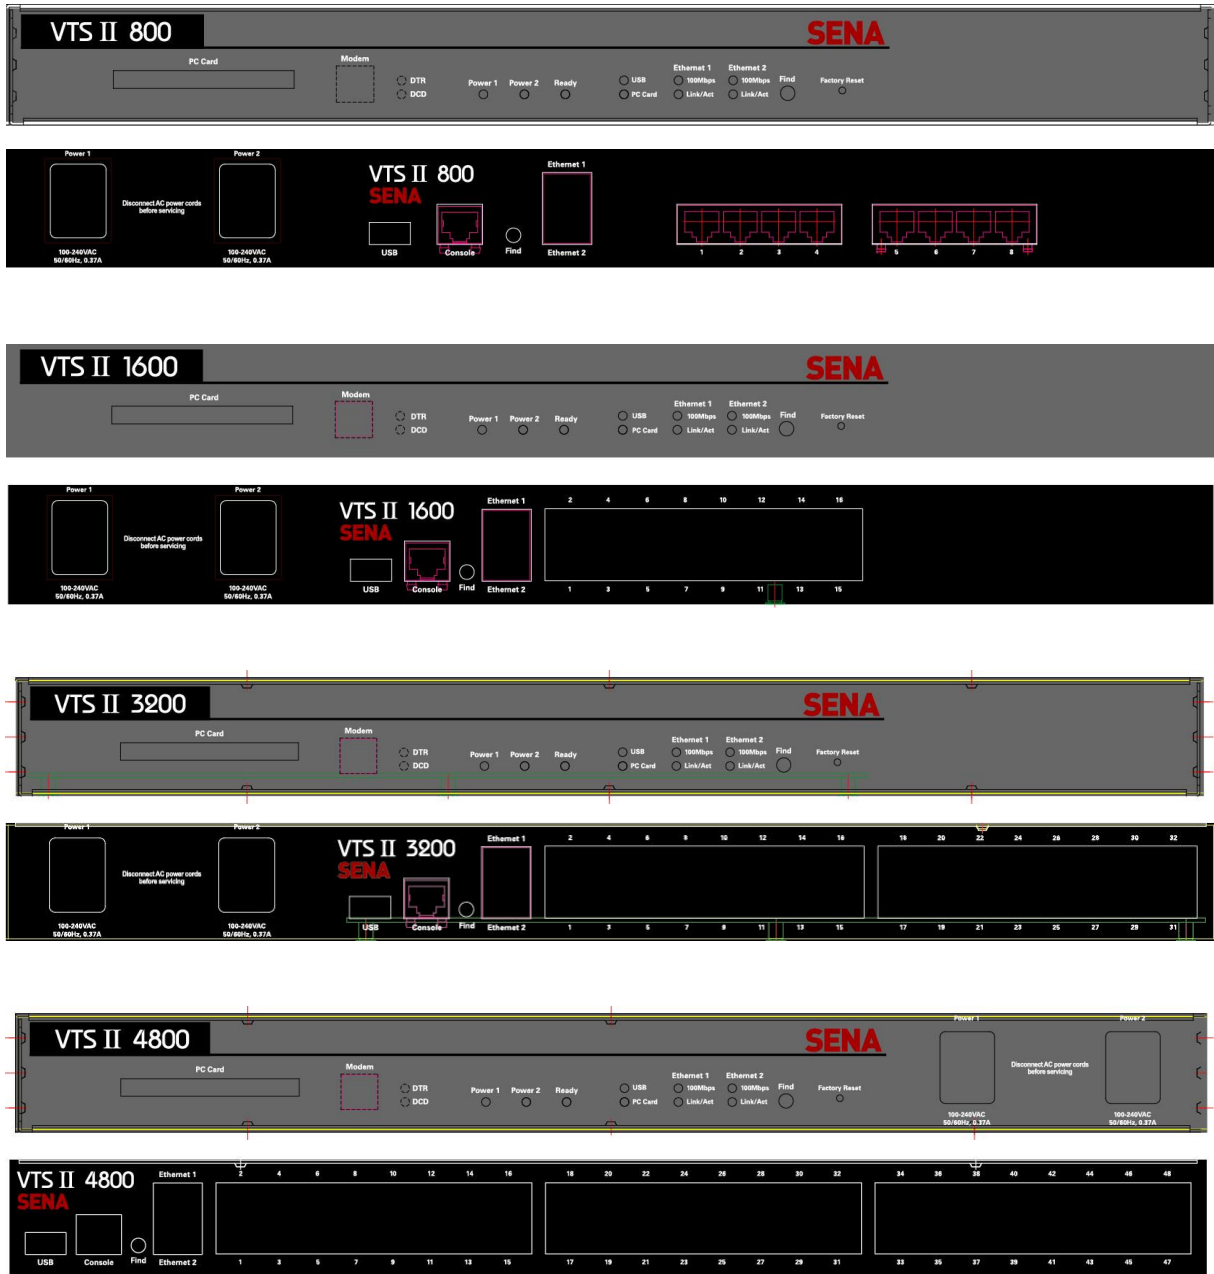 VTS II 800 SENA
PC Card Modem DTR DCD Power 1 Power 2 Ready USB PC Card Ethernet 1 100Mbps Link/Act Ethernet 2 100Mbps Link/Act Find Factory Reset
Power 1 Power 2
Disconnect AC power cords
before servicing
100-240VAC 100-240VAC
50/60Hz, 0.37A 50/60Hz, 0.37A
VTS II 800
SENA
USB Console Find Ethernet 1 Ethernet 2
1 2 3 4 5 6 7 8
VTS II 1600 SENA
PC Card Modem DTR DCD Power 1 Power 2 Ready USB PC Card Ethernet 1 100Mbps Link/Act Ethernet 2 100Mbps Link/Act Find Factory Reset
Power 1 Power 2
Disconnect AC power cords
before servicing
100-240VAC 100-240VAC
50/60Hz, 0.37A 50/60Hz, 0.37A
VTS II 1600
SENA
USB Console Find Ethernet 1 Ethernet 2
2 4 6 8 10 12 14 16
1 3 5 7 9 11 13 15
VTS II 3200 SENA
PC Card Modem DTR DCD Power 1 Power 2 Ready USB PC Card Ethernet 1 100Mbps Link/Act Ethernet 2 100Mbps Link/Act Find Factory Reset
Power 1 Power 2
Disconnect AC power cords
before servicing
100-240VAC 100-240VAC
50/60Hz, 0.37A 50/60Hz, 0.37A
VTS II 3200
SENA
USB Console Find Ethernet 1 Ethernet 2
2 4 6 8 10 12 14 16 18 20 22 24 26 28 30 32
1 3 5 7 9 11 13 15 17 19 21 23 25 27 29 31
VTS II 4800 SENA
PC Card Modem DTR DCD Power 1 Power 2 Ready USB PC Card Ethernet 1 100Mbps Link/Act Ethernet 2 100Mbps Link/Act Find Factory Reset
Power 1 Power 2
Disconnect AC power cords
before servicing
100-240VAC 100-240VAC
50/60Hz, 0.37A 50/60Hz, 0.37A
VTS II 4800
SENA
USB Console Find Ethernet 1 Ethernet 2
2 4 6 8 10 12 14 16 18 20 22 24 26 28 30 32 34 36 38 40 42 44 46 48
1 3 5 7 9 11 13 15 17 19 21 23 25 27 29 31 33 35 37 39 41 43 45 47